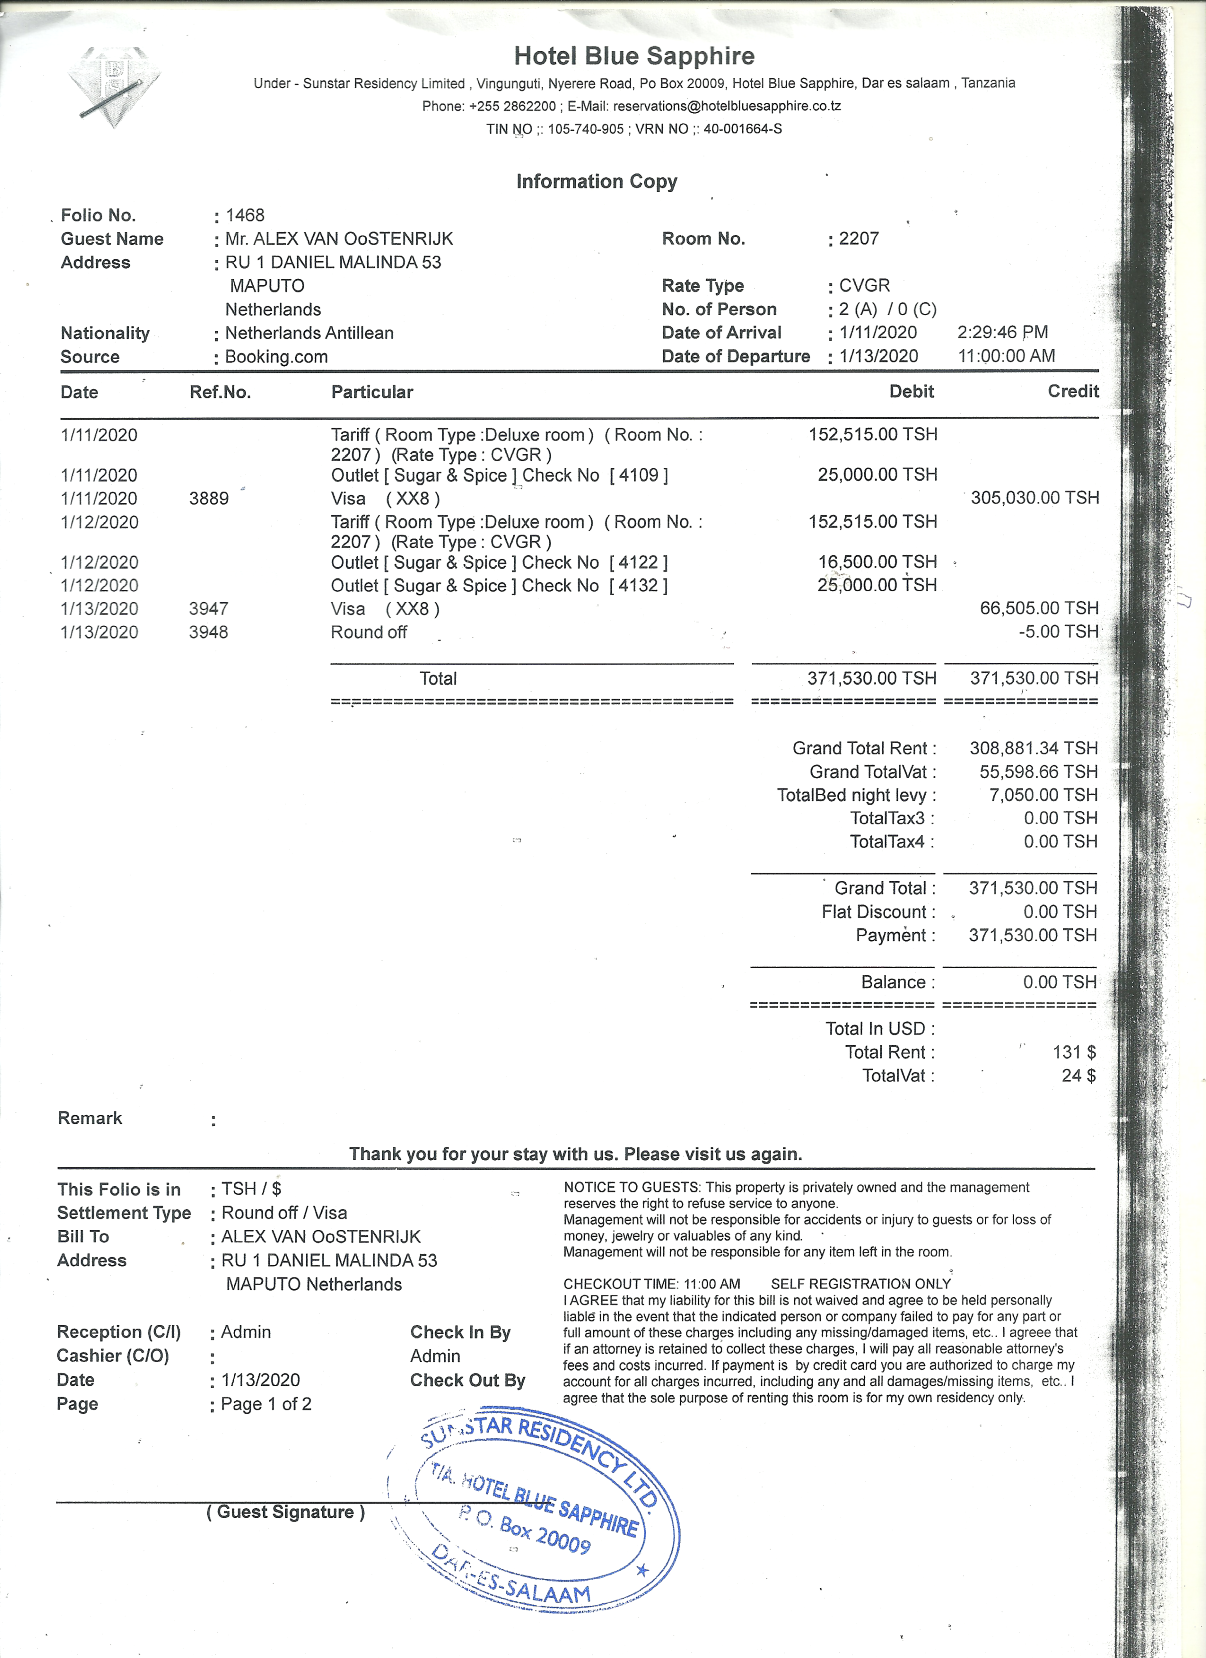 Hotel Blue Sapphire
Under - Sunstar Residency Limited , Vingunguti, Nyerere Road, Po Box 20009, Hotel Blue Sapphire, Dar es salaam , Tanzania
Phone: +255 2862200 ; E-Mail: reservations@hotelbluesapphire.co.tz
TIN NO ;: 105-740-905 ; VRN NO ;: 40-001664-S
Information Copy
Folio No. : 1468
Guest Name : Mr. ALEX VAN OoSTENRIJK Room No. : 2207
Address : RU 1 DANIEL MALINDA 53
MAPUTO Rate Type : CVGR
Netherlands No. of Person : 2 (A) / 0 (C)
Nationality : Netherlands Antillean Date of Arrival : 1/11/2020 2:29:46 PM
Source : Booking.com Date of Departure : 1/13/2020 11:00:00 AM
Date Ref.No. Particular Debit Credit
1/11/2020 Tariff ( Room Type :Deluxe room ) ( Room No. : 152,515.00 TSH
2207 ) (Rate Type : CVGR )
1/11/2020 Outlet [ Sugar & Spice ] Check No [ 4109 ] 25,000.00 TSH
1/11/2020 3889 Visa ( XX8 ) 305,030.00 TSH
1/12/2020 Tariff ( Room Type :Deluxe room ) ( Room No. : 152,515.00 TSH
2207 ) (Rate Type : CVGR )
1/12/2020 Outlet [ Sugar & Spice ] Check No [ 4122 ] 16,500.00 TSH
1/12/2020 Outlet [ Sugar & Spice ] Check No [ 4132 ] 25,000.00 TSH
1/13/2020 3947 Visa ( XX8 ) 66,505.00 TSH
1/13/2020 3948 Round off -5.00 TSH
Total 371,530.00 TSH 371,530.00 TSH
Grand Total Rent : 308,881.34 TSH
Grand TotalVat : 55,598.66 TSH
TotalBed night levy : 7,050.00 TSH
TotalTax3 : 0.00 TSH
TotalTax4 : 0.00 TSH
Grand Total : 371,530.00 TSH
Flat Discount : 0.00 TSH
Payment : 371,530.00 TSH
Balance : 0.00 TSH
Total In USD :
Total Rent : 131 $
TotalVat : 24 $
Remark :
Thank you for your stay with us. Please visit us again.
This Folio is in : TSH / $
Settlement Type : Round off / Visa
Bill To : ALEX VAN OoSTENRIJK
Address : RU 1 DANIEL MALINDA 53
MAPUTO Netherlands
Reception (C/I) : Admin Check In By
Cashier (C/O) : Admin
Date : 1/13/2020 Check Out By
Page : Page 1 of 2
NOTICE TO GUESTS: This property is privately owned and the management
reserves the right to refuse service to anyone.
Management will not be responsible for accidents or injury to guests or for loss of
money, jewelry or valuables of any kind.
Management will not be responsible for any item left in the room.
CHECKOUT TIME: 11:00 AM SELF REGISTRATION ONLY
I AGREE that my liability for this bill is not waived and agree to be held personally
liable in the event that the indicated person or company failed to pay for any part or
full amount of these charges including any missing/damaged items, etc.. I agreee that
if an attorney is retained to collect these charges, I will pay all reasonable attorney's
fees and costs incurred. If payment is by credit card you are authorized to charge my
account for all charges incurred, including any and all damages/missing items, etc.. I
agree that the sole purpose of renting this room is for my own residency only.
( Guest Signature )
SUNSTAR RESIDENCY LTD.
T/A. HOTEL BLUE SAPPHIRE
P. O. Box 20009
DAR-ES-SALAAM